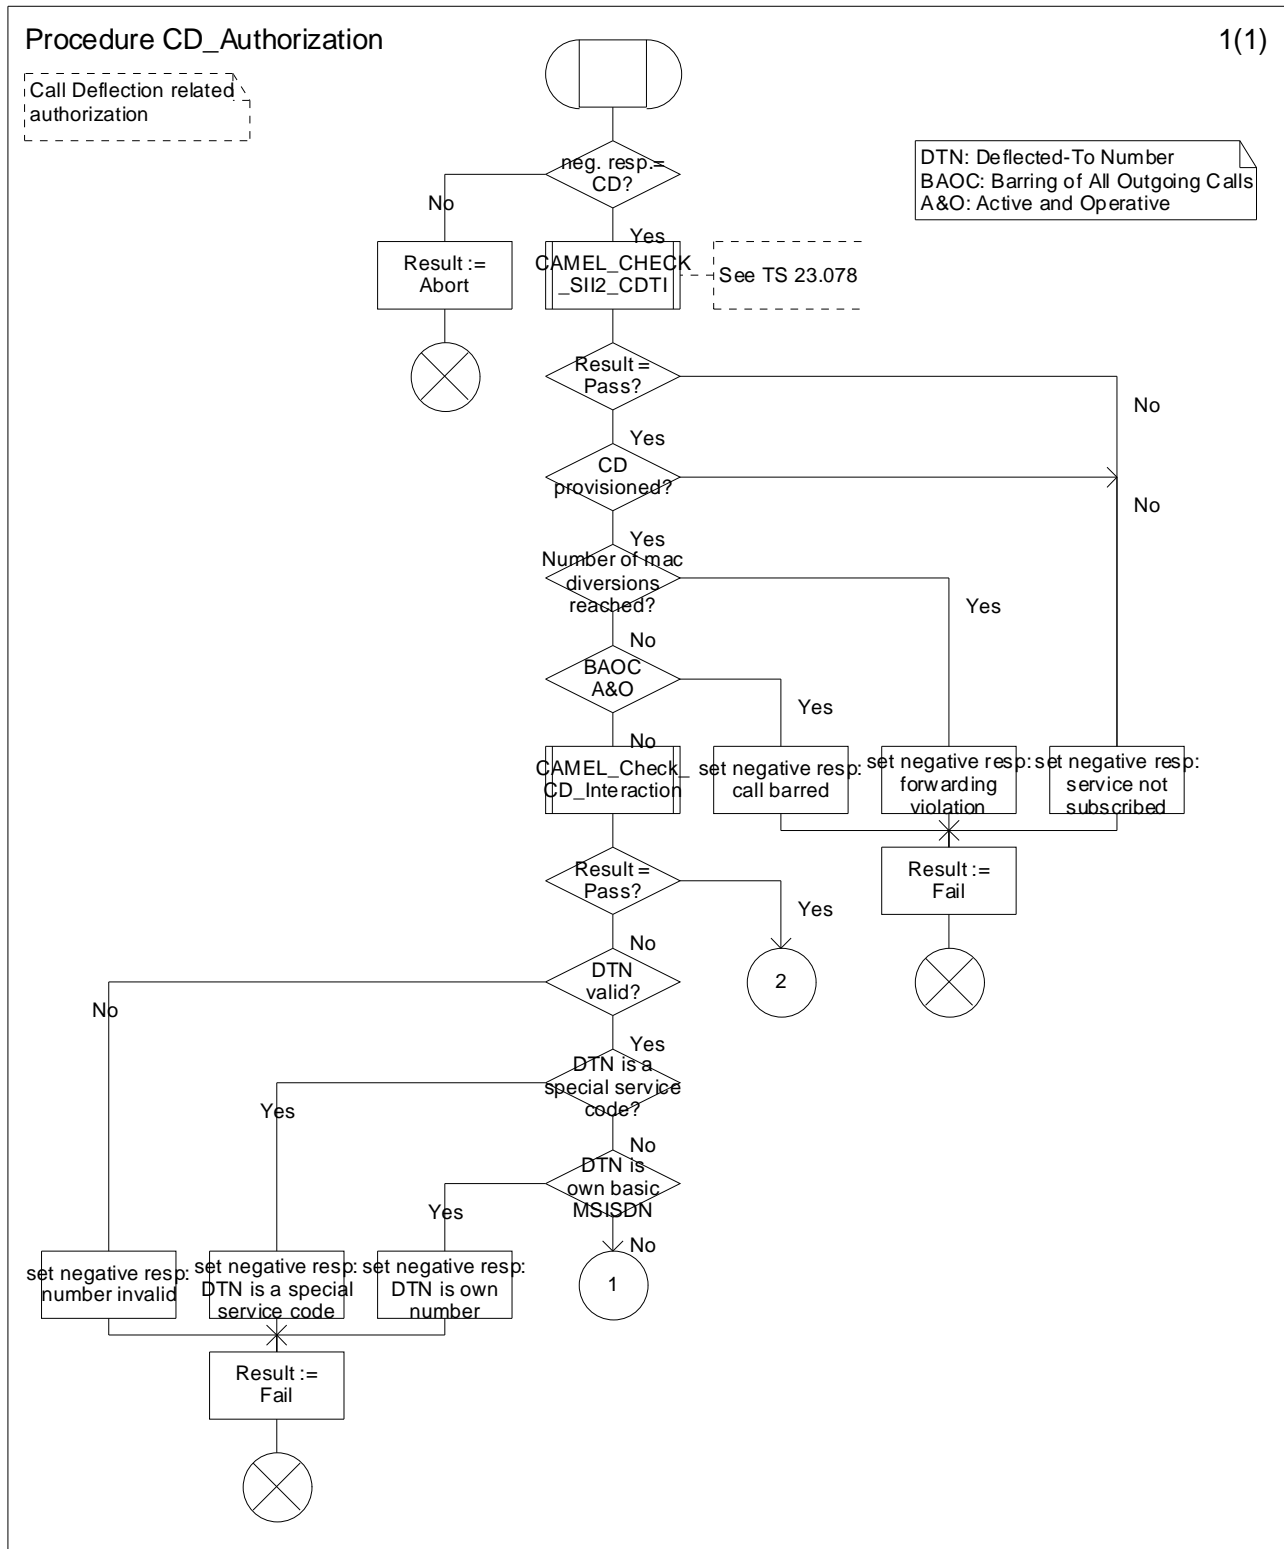 Procedure CD_Authorization
1(1)
Call Deflection related
authorization
DTN: Deflected-To Number
BAOC: Barring of All Outgoing Calls
A&O: Active and Operative
neg. resp.=
CD?
No
Yes
Result :=
Abort
CAMEL_CHECK
_SII2_CDTI
See TS 23.078
Result =
Pass?
No
Yes
CD
provisioned?
No
Yes
Number of mac
diversions
reached?
Yes
No
BAOC
A&O
Yes
No
CAMEL_Check_
CD_Interaction
set negative resp:
call barred
set negative resp:
forwarding
violation
set negative resp:
service not
subscribed
Result =
Pass?
Yes
Result :=
Fail
No
DTN
valid?
2
No
Yes
DTN is a
special service
code?
Yes
No
DTN is
own basic
MSISDN
Yes
No
set negative resp:
number invalid
set negative resp:
DTN is a special
service code
set negative resp:
DTN is own
number
1
Result :=
Fail